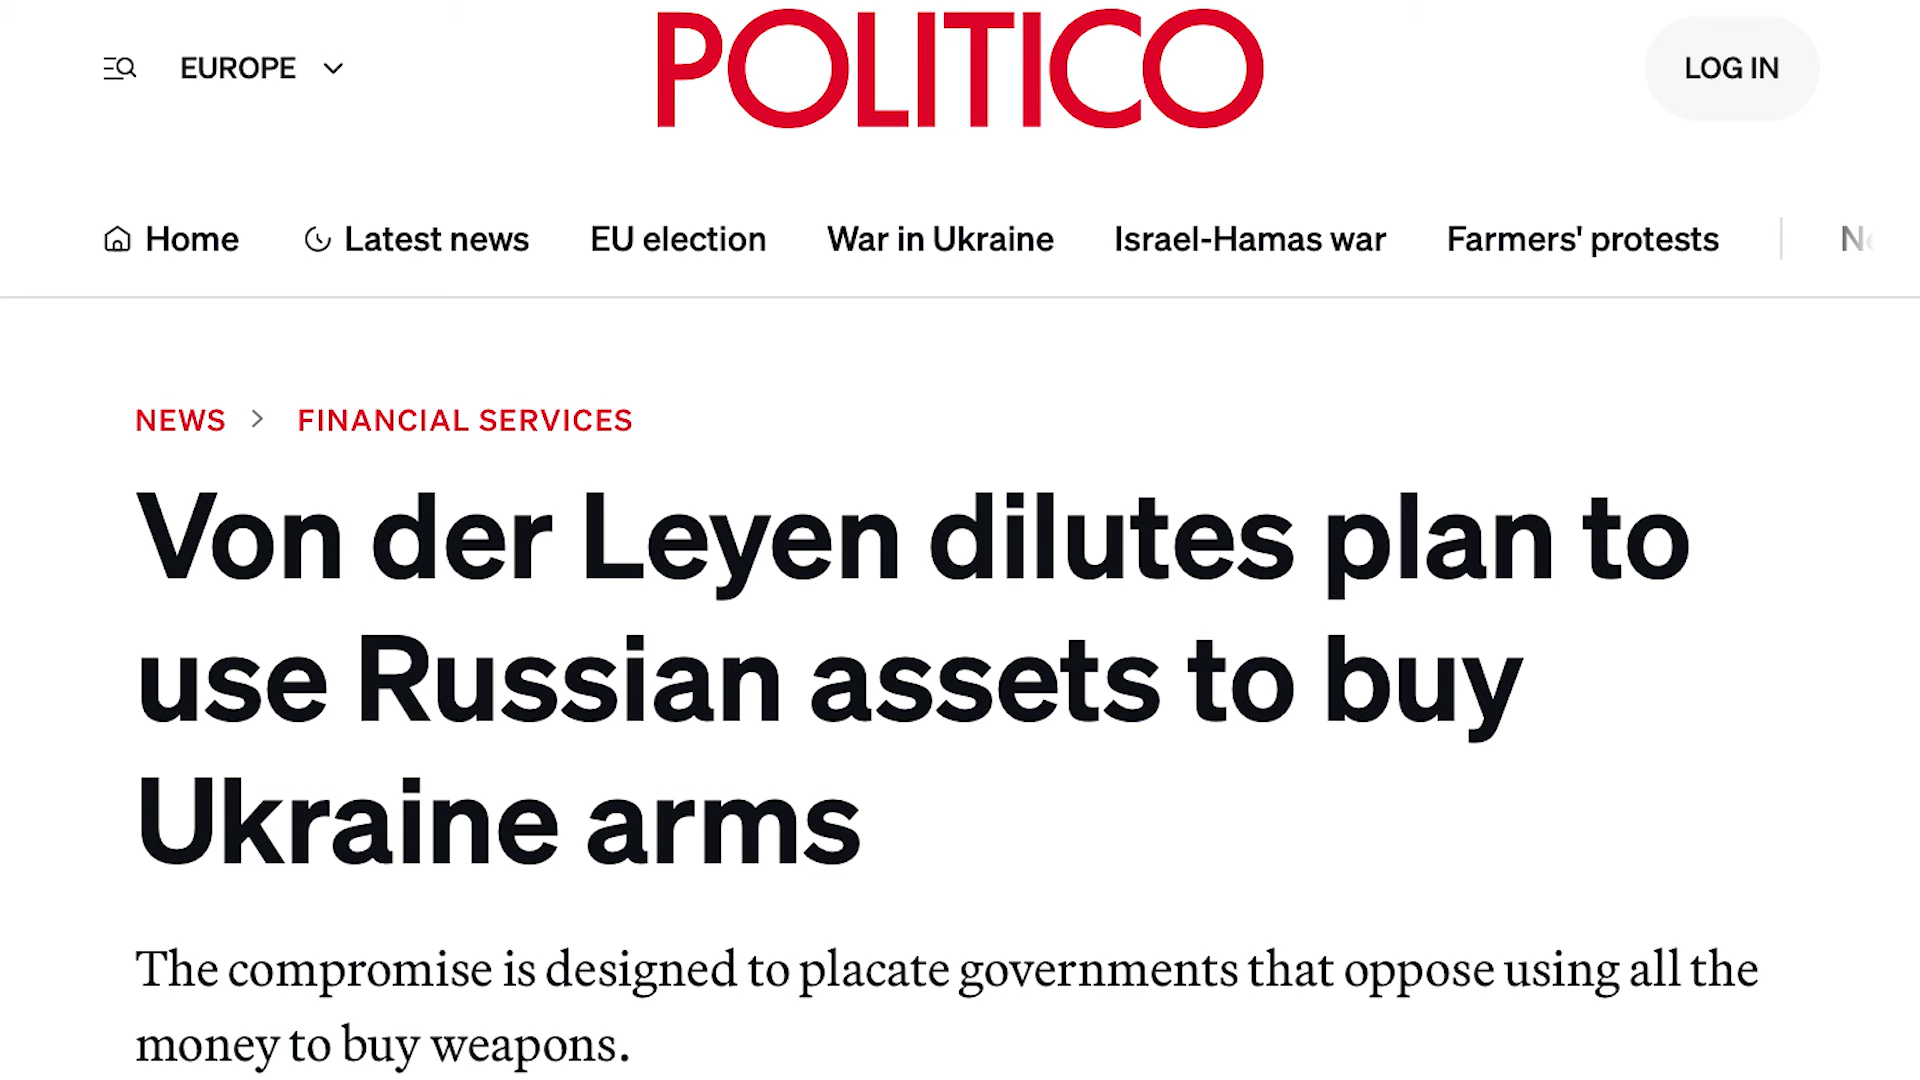 POLITICO
EUROPE
LOG IN
Home
Latest news
EU election
War in Ukraine
Israel-Hamas war
Farmers' protests
NEWS > FINANCIAL SERVICES
Von der Leyen dilutes plan to
use Russian assets to buy
Ukraine arms
The compromise is designed to placate governments that oppose using all the
money to buy weapons.